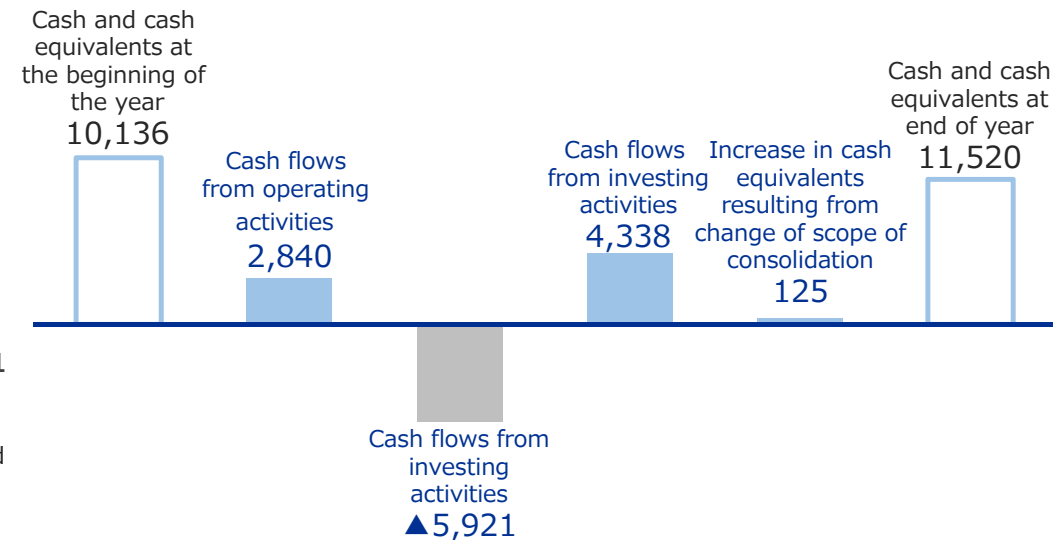 Cash and cash
equivalents at
the beginning of
the year
10,136
Cash flows
from operating
activities
2,840
Cash flows from
investing
activities
▲5,921
Cash flows
from investing
activities
4,338
Increase in cash
equivalents
resulting from
change of scope of
consolidation
125
Cash and cash
equivalents at
end of year
11,520